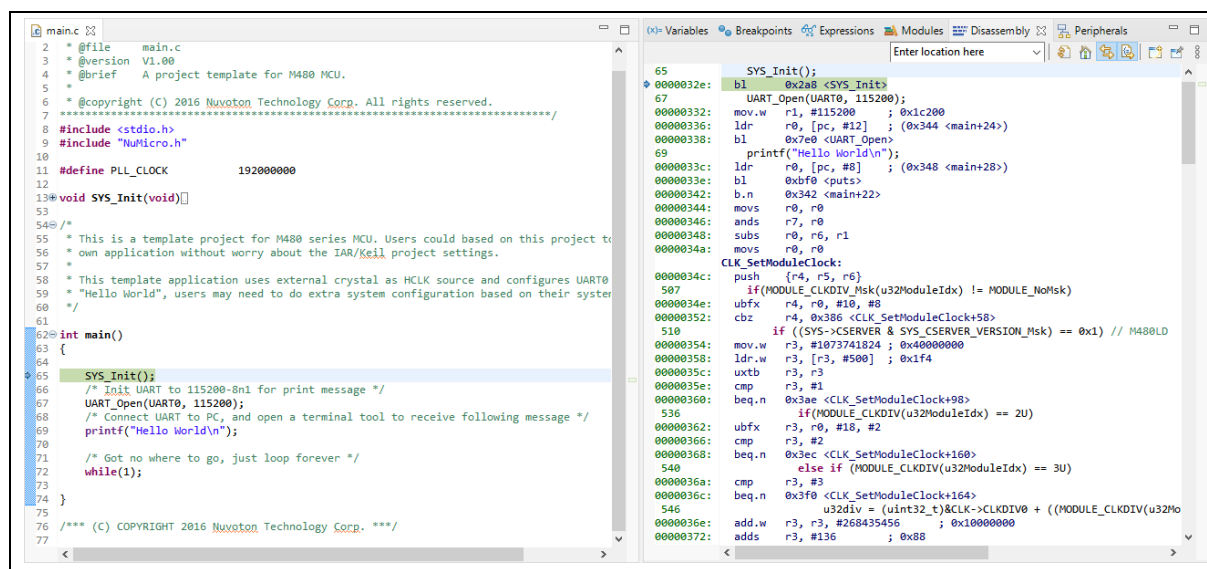 main.c
2 * @file     main.c
3 * @version  V1.00
4 * @brief    A project template for M480 MCU.
5 *
6 * @copyright (C) 2016 Nuvoton Technology Corp. All rights reserved.
7 ******************************************************************************/
8 #include <stdio.h>
9 #include "NuMicro.h"
10
11 #define PLL_CLOCK           192000000
12
13 void SYS_Init(void)
53
54 /*
55 * This is a template project for M480 series MCU. Users could based on this project to
56 * own application without worry about the IAR/Keil project settings.
57 *
58 * This template application uses external crystal as HCLK source and configures UART0
59 * "Hello World", users may need to do extra system configuration based on their system
60 */
61
62 int main()
63 {
64
65     SYS_Init();
66     /* Init UART to 115200-8n1 for print message */
67     UART_Open(UART0, 115200);
68     /* Connect UART to PC, and open a terminal tool to receive following message */
69     printf("Hello World\n");
70
71     /* Got no where to go, just loop forever */
72     while(1);
73
74 }
75
76 /*** (C) COPYRIGHT 2016 Nuvoton Technology Corp. ***/
77
(x)= Variables Breakpoints Expressions Modules Disassembly Peripherals
Enter location here
65          SYS_Init();
0000032e:   bl      0x2a8 <SYS_Init>
67          UART_Open(UART0, 115200);
00000332:   mov.w   r1, #115200     ; 0x1c200
00000336:   ldr     r0, [pc, #12]   ; (0x344 <main+24>)
00000338:   bl      0x7e0 <UART_Open>
69          printf("Hello World\n");
0000033c:   ldr     r0, [pc, #8]    ; (0x348 <main+28>)
0000033e:   bl      0xbf0 <puts>
00000342:   b.n     0x342 <main+22>
00000344:   movs    r0, r0
00000346:   ands    r7, r0
00000348:   subs    r0, r6, r1
0000034a:   movs    r0, r0
CLK_SetModuleClock:
0000034c:   push    {r4, r5, r6}
507         if(MODULE_CLKDIV_Msk(u32ModuleIdx) != MODULE_NoMsk)
0000034e:   ubfx    r4, r0, #10, #8
00000352:   cbz     r4, 0x386 <CLK_SetModuleClock+58>
510             if ((SYS->CSERVER & SYS_CSERVER_VERSION_Msk) == 0x1) // M480LD
00000354:   mov.w   r3, #1073741824 ; 0x40000000
00000358:   ldr.w   r3, [r3, #500]  ; 0x1f4
0000035c:   uxtb    r3, r3
0000035e:   cmp     r3, #1
00000360:   beq.n   0x3ae <CLK_SetModuleClock+98>
536                 if(MODULE_CLKDIV(u32ModuleIdx) == 2U)
00000362:   ubfx    r3, r0, #18, #2
00000366:   cmp     r3, #2
00000368:   beq.n   0x3ec <CLK_SetModuleClock+160>
540                 else if (MODULE_CLKDIV(u32ModuleIdx) == 3U)
0000036a:   cmp     r3, #3
0000036c:   beq.n   0x3f0 <CLK_SetModuleClock+164>
546                     u32div = (uint32_t)&CLK->CLKDIV0 + ((MODULE_CLKDIV(u32Mo
0000036e:   add.w   r3, r3, #268435456      ; 0x10000000
00000372:   adds    r3, #136        ; 0x88